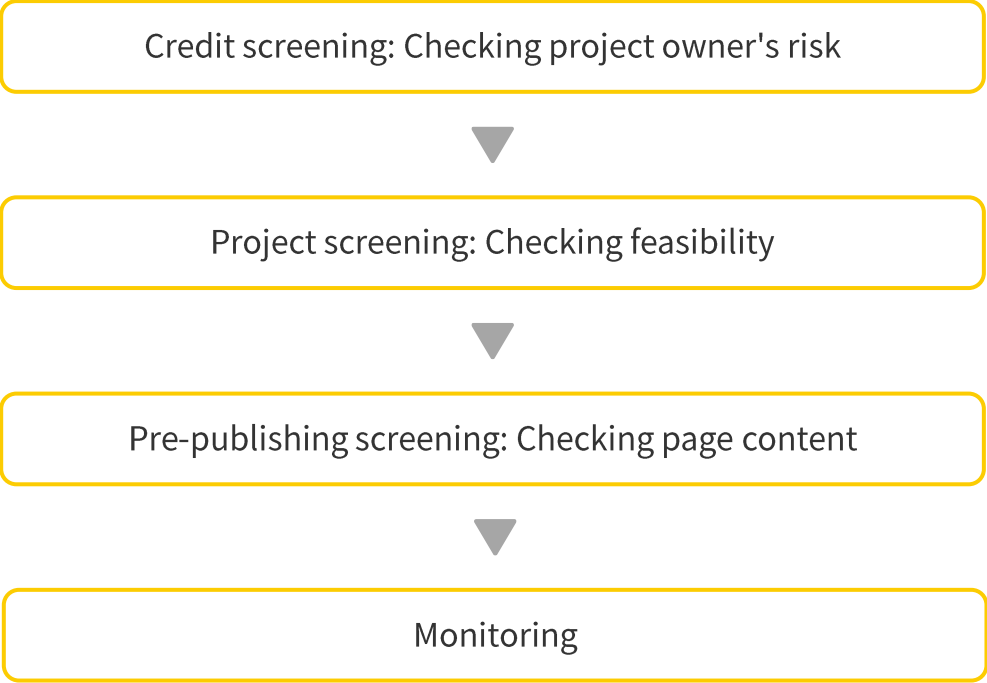 Credit screening: Checking project owner's risk
Project screening: Checking feasibility
Pre-publishing screening: Checking page content
Monitoring